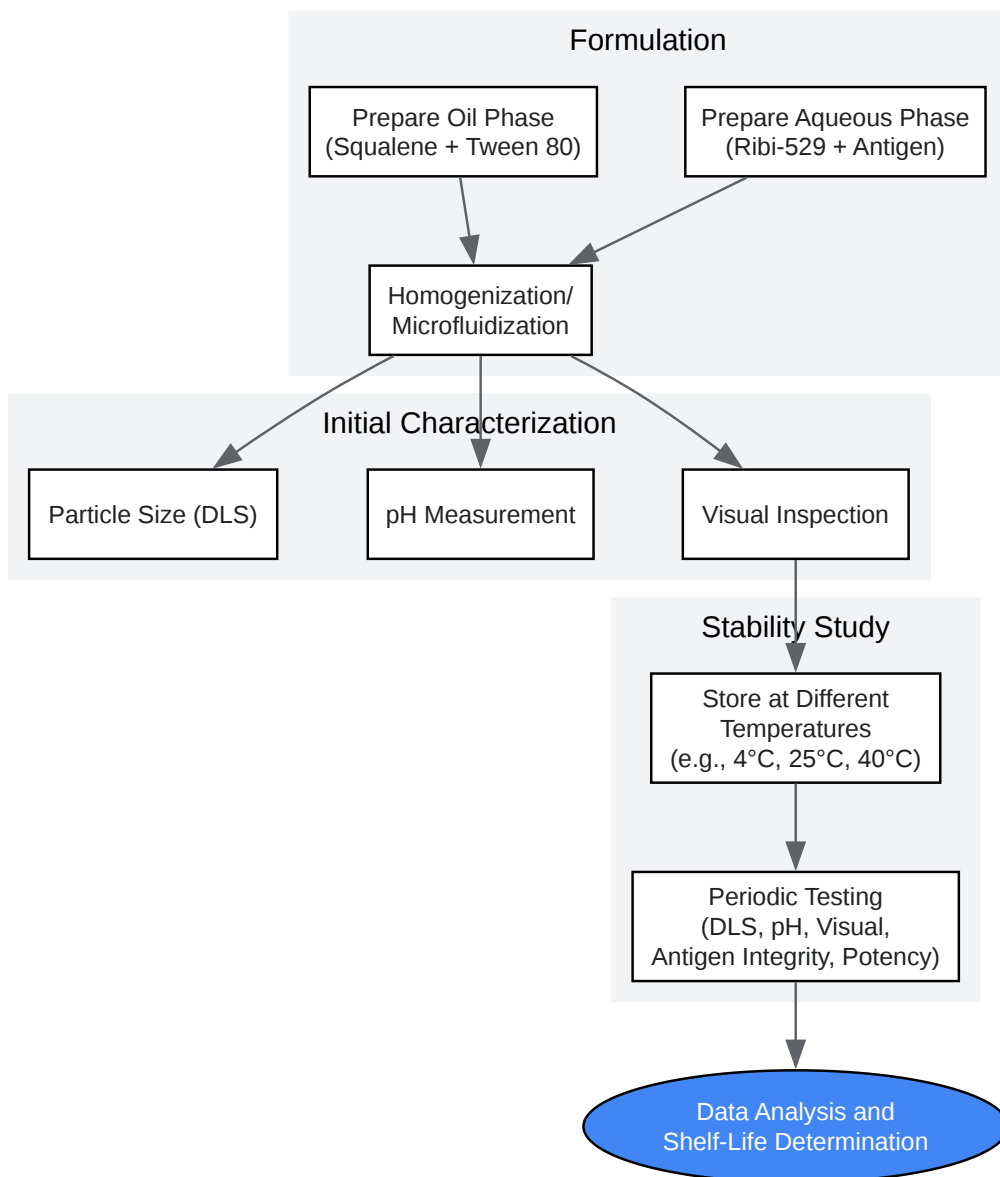 Formulation
Prepare Oil Phase
(Squalene + Tween 80)
Prepare Aqueous Phase
(Ribi-529 + Antigen)
Homogenization/
Microfluidization
Initial Characterization
Particle Size (DLS)
pH Measurement
Visual Inspection
Stability Study
Store at Different
Temperatures
(e.g., 4°C, 25°C, 40°C)
Periodic Testing
(DLS, pH, Visual,
Antigen Integrity, Potency)
Data Analysis and
Shelf-Life Determination